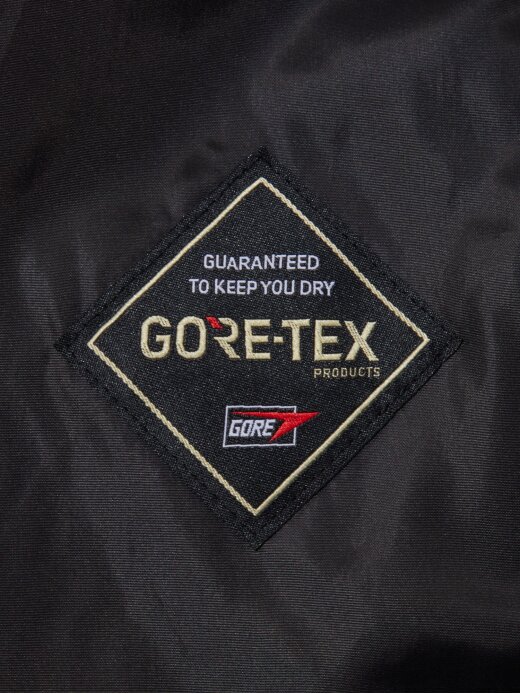 GUARANTEED
TO KEEP YOU DRY
GORE-TEX
PRODUCTS
GORE